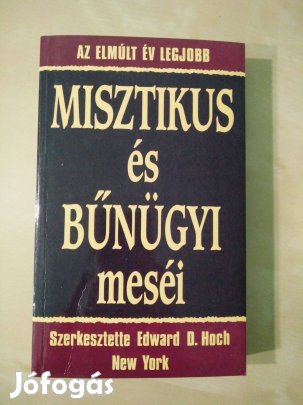 AZ ELMÚLT ÉV LEGJOBB
MISZTIKUS
és
BŰNÜGYI
meséi
Szerkesztette Edward D. Hoch
New York
Jófogás